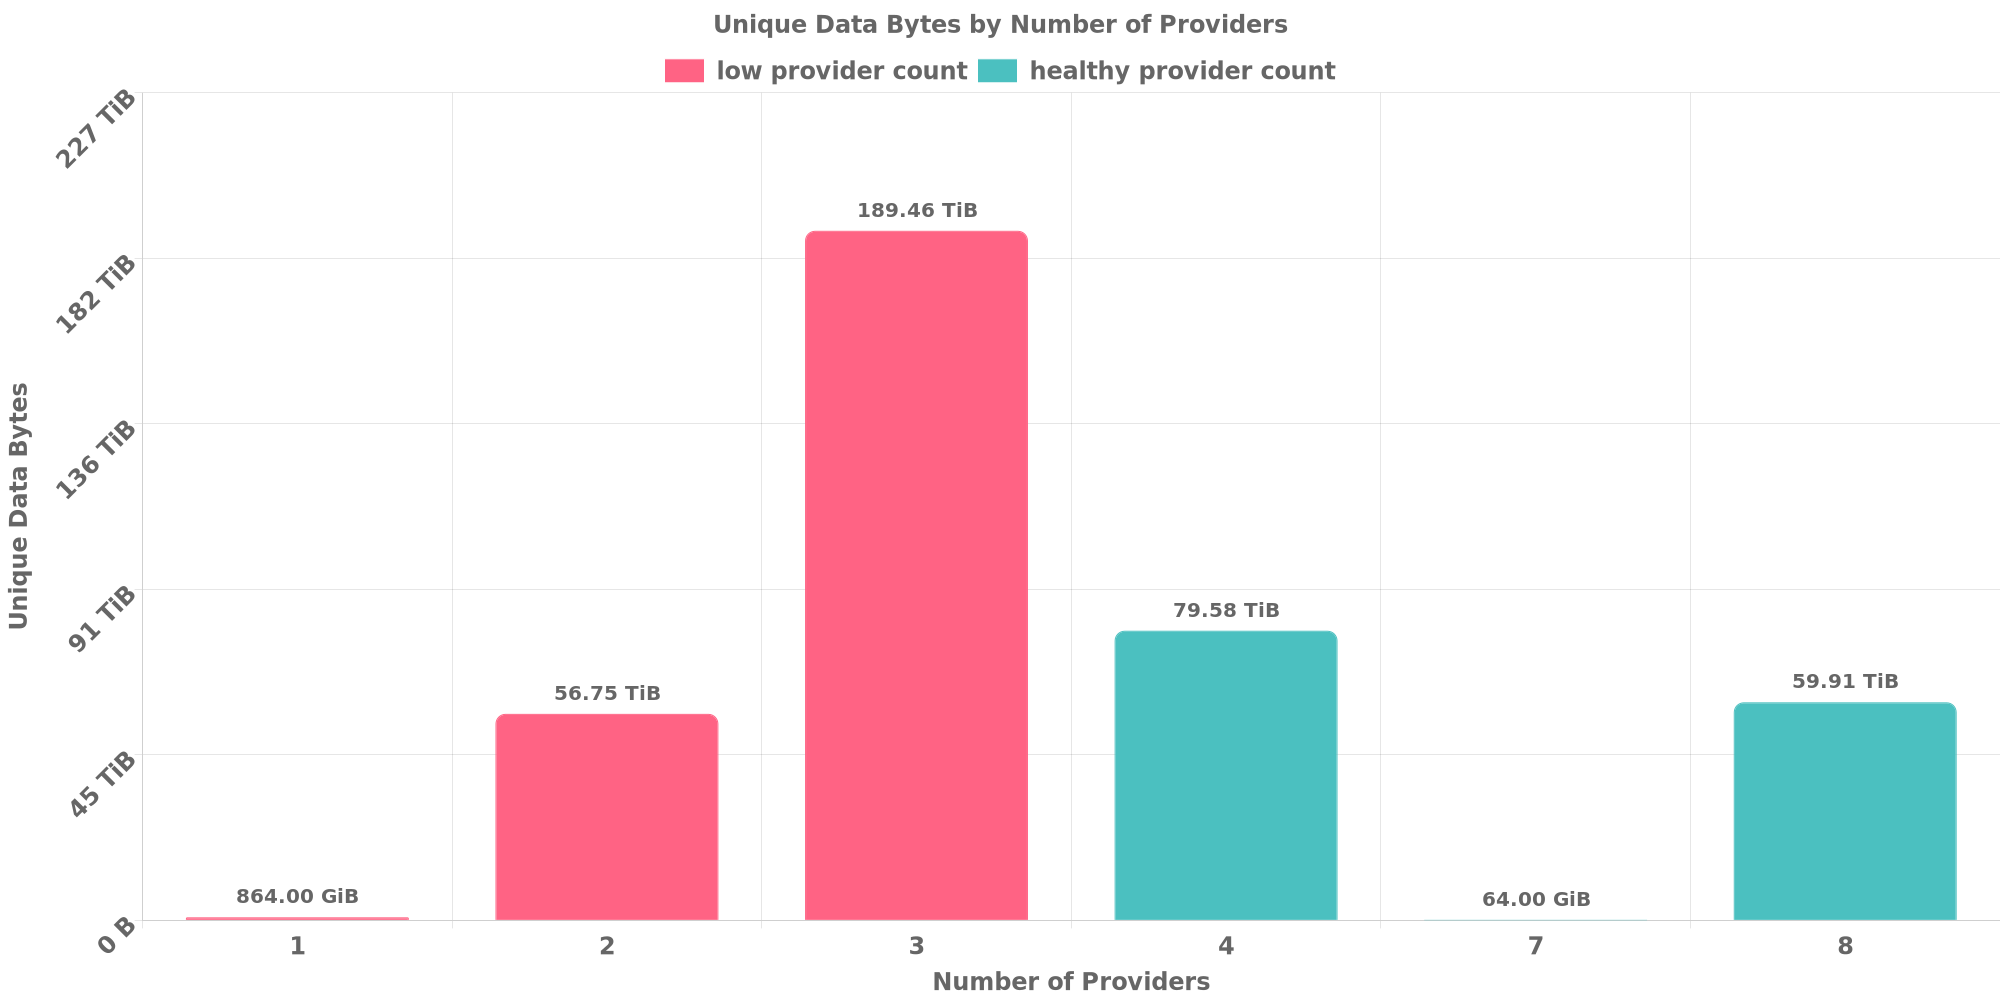 Unique Data Bytes by Number of Providers
low provider count healthy provider count
227 TiB
182 TiB
136 TiB
91 TiB
45 TiB
0 B
Unique Data Bytes
864.00 GiB
56.75 TiB
189.46 TiB
79.58 TiB
64.00 GiB
59.91 TiB
1 2 3 4 7 8
Number of Providers